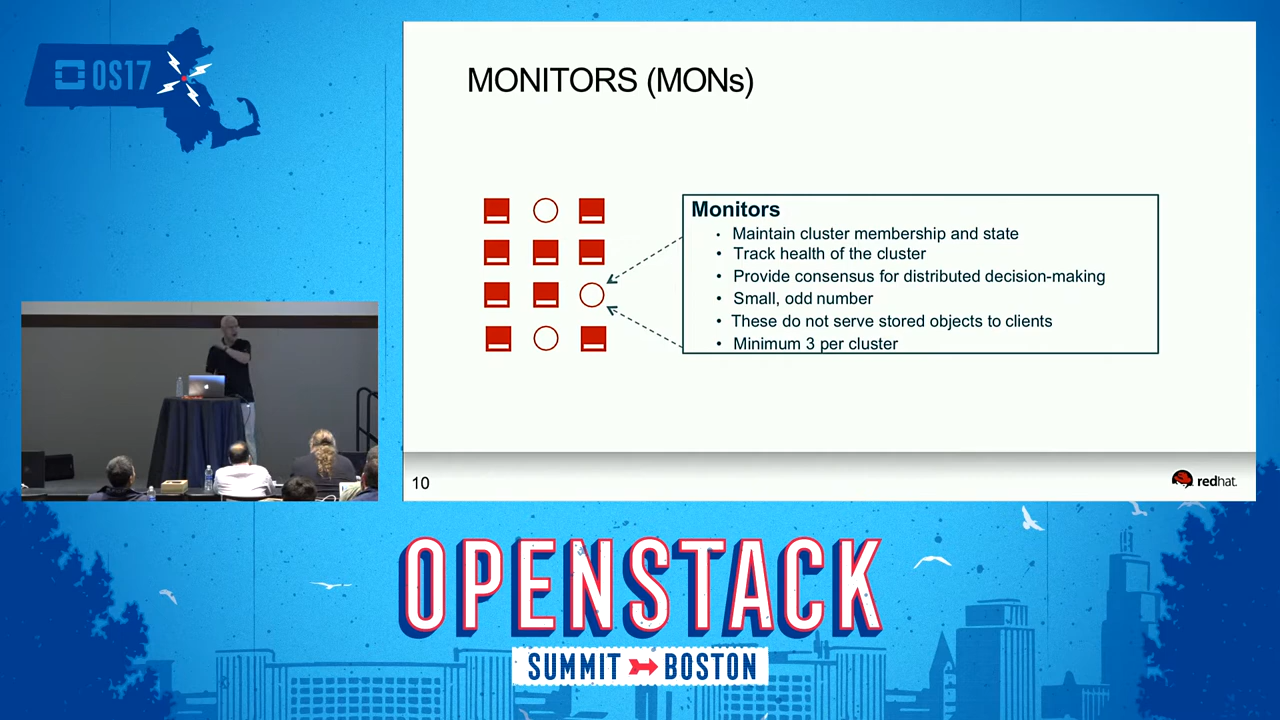 OS17
MONITORS (MONs)
Monitors
• Maintain cluster membership and state
• Track health of the cluster
• Provide consensus for distributed decision-making
• Small, odd number
• These do not serve stored objects to clients
• Minimum 3 per cluster
10
redhat.
OPENSTACK
SUMMIT BOSTON